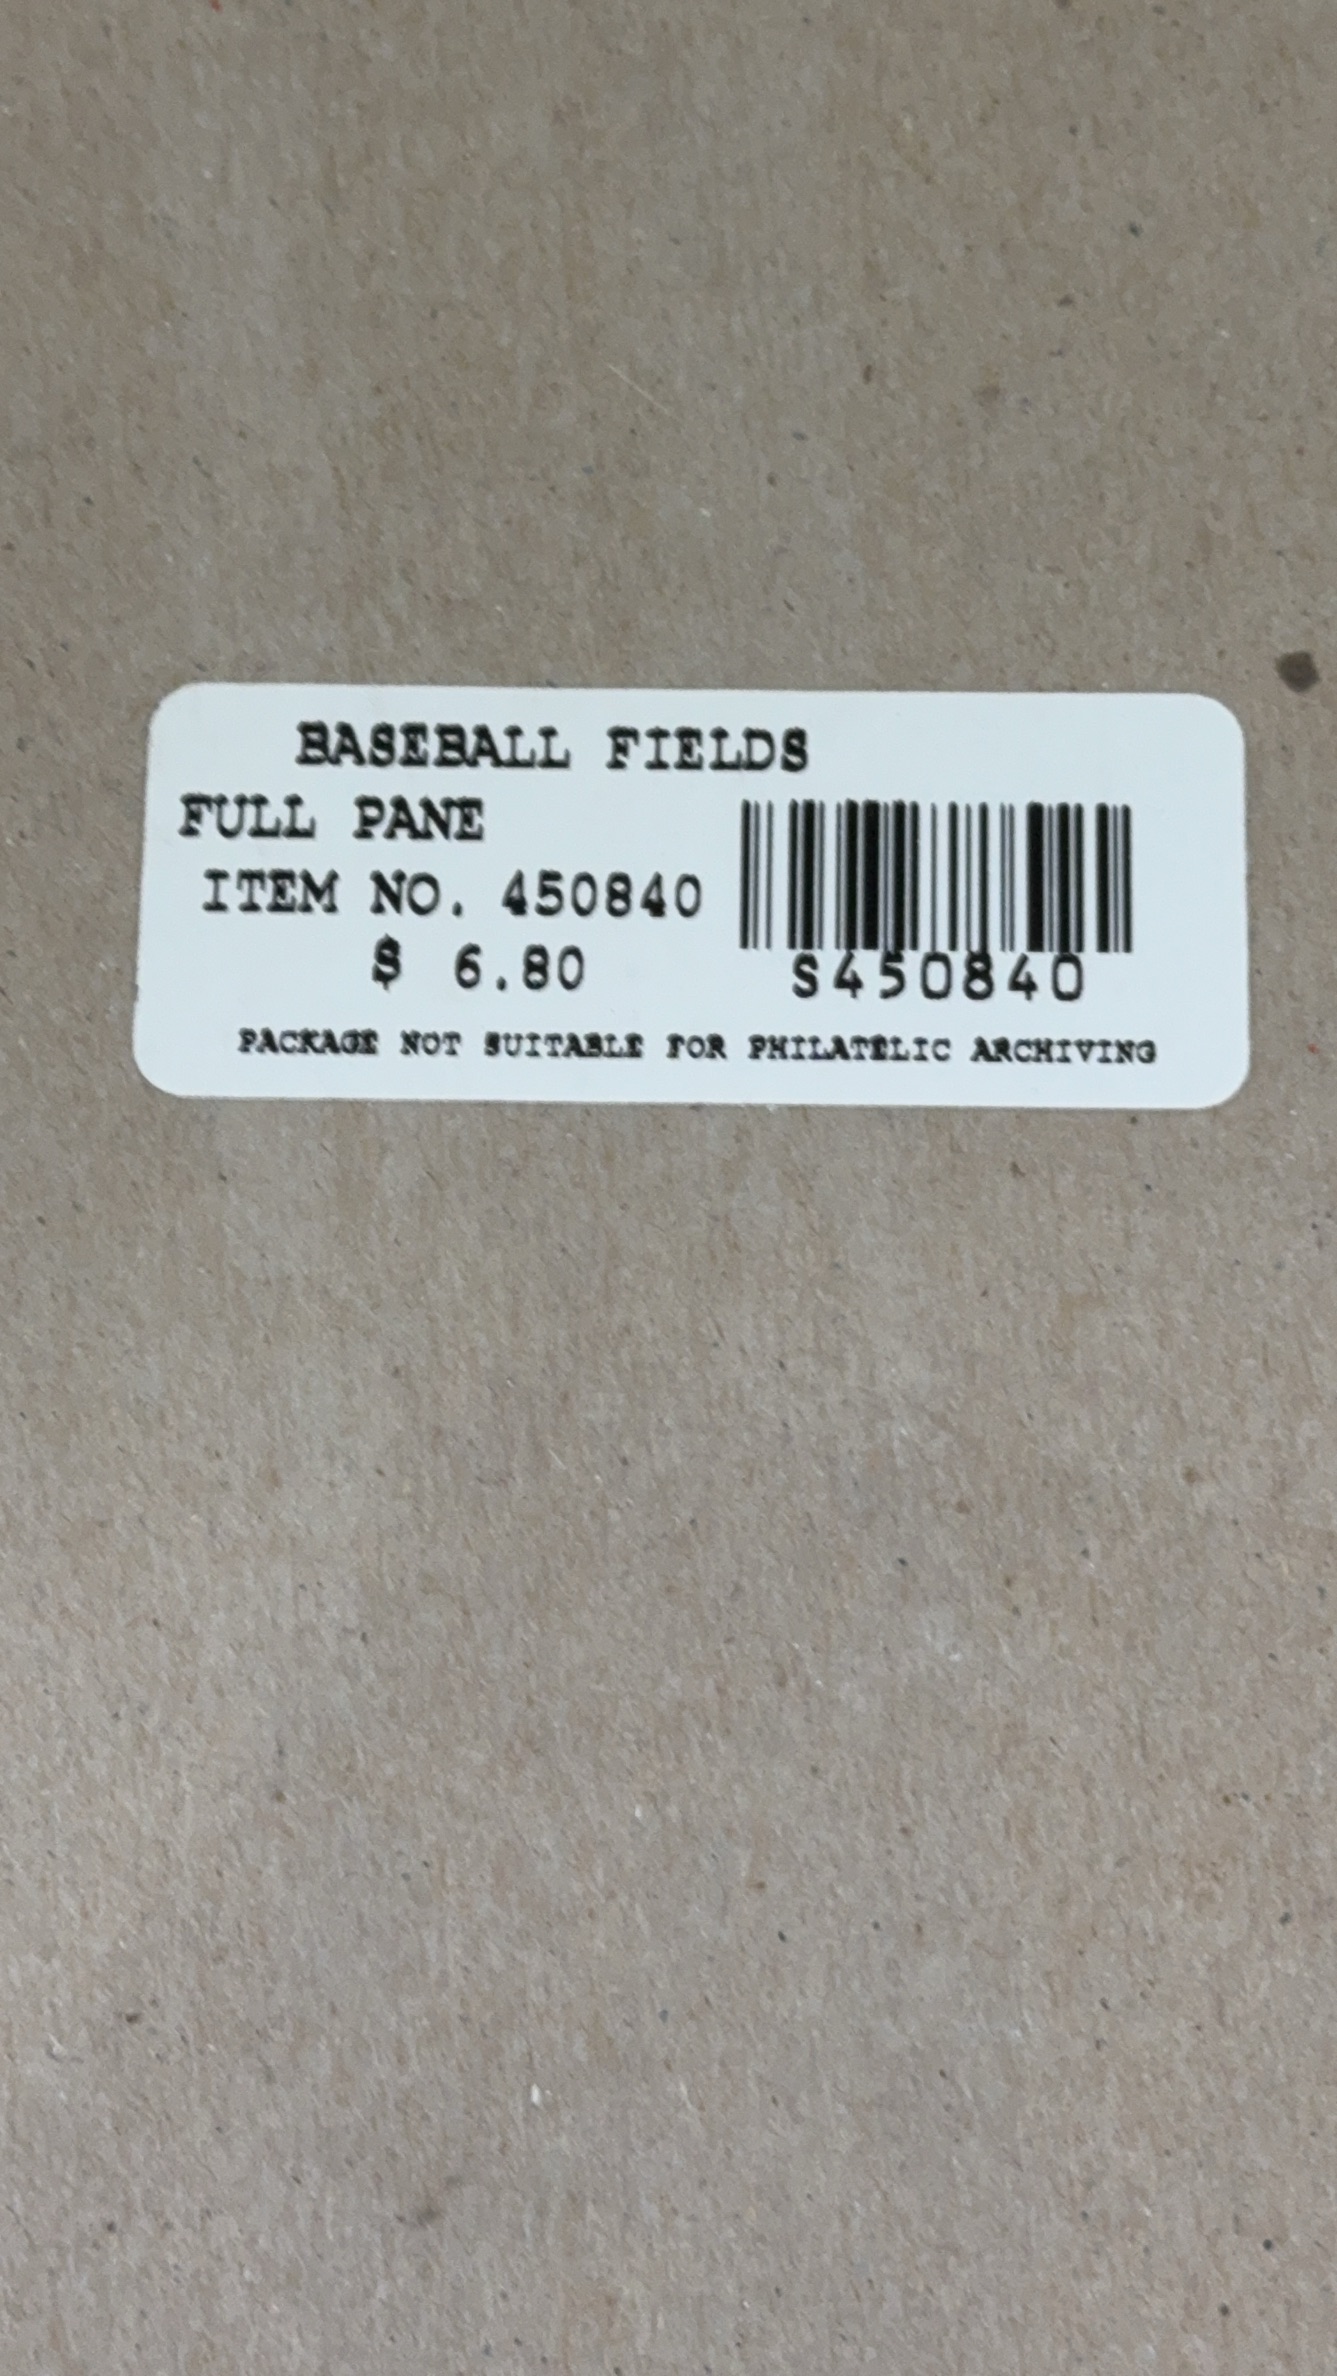 BASEBALL FIELDS
FULL PANE
ITEM NO. 450840
$ 6.80
S450840
PACKAGE NOT SUITABLE FOR PHILATELIC ARCHIVING